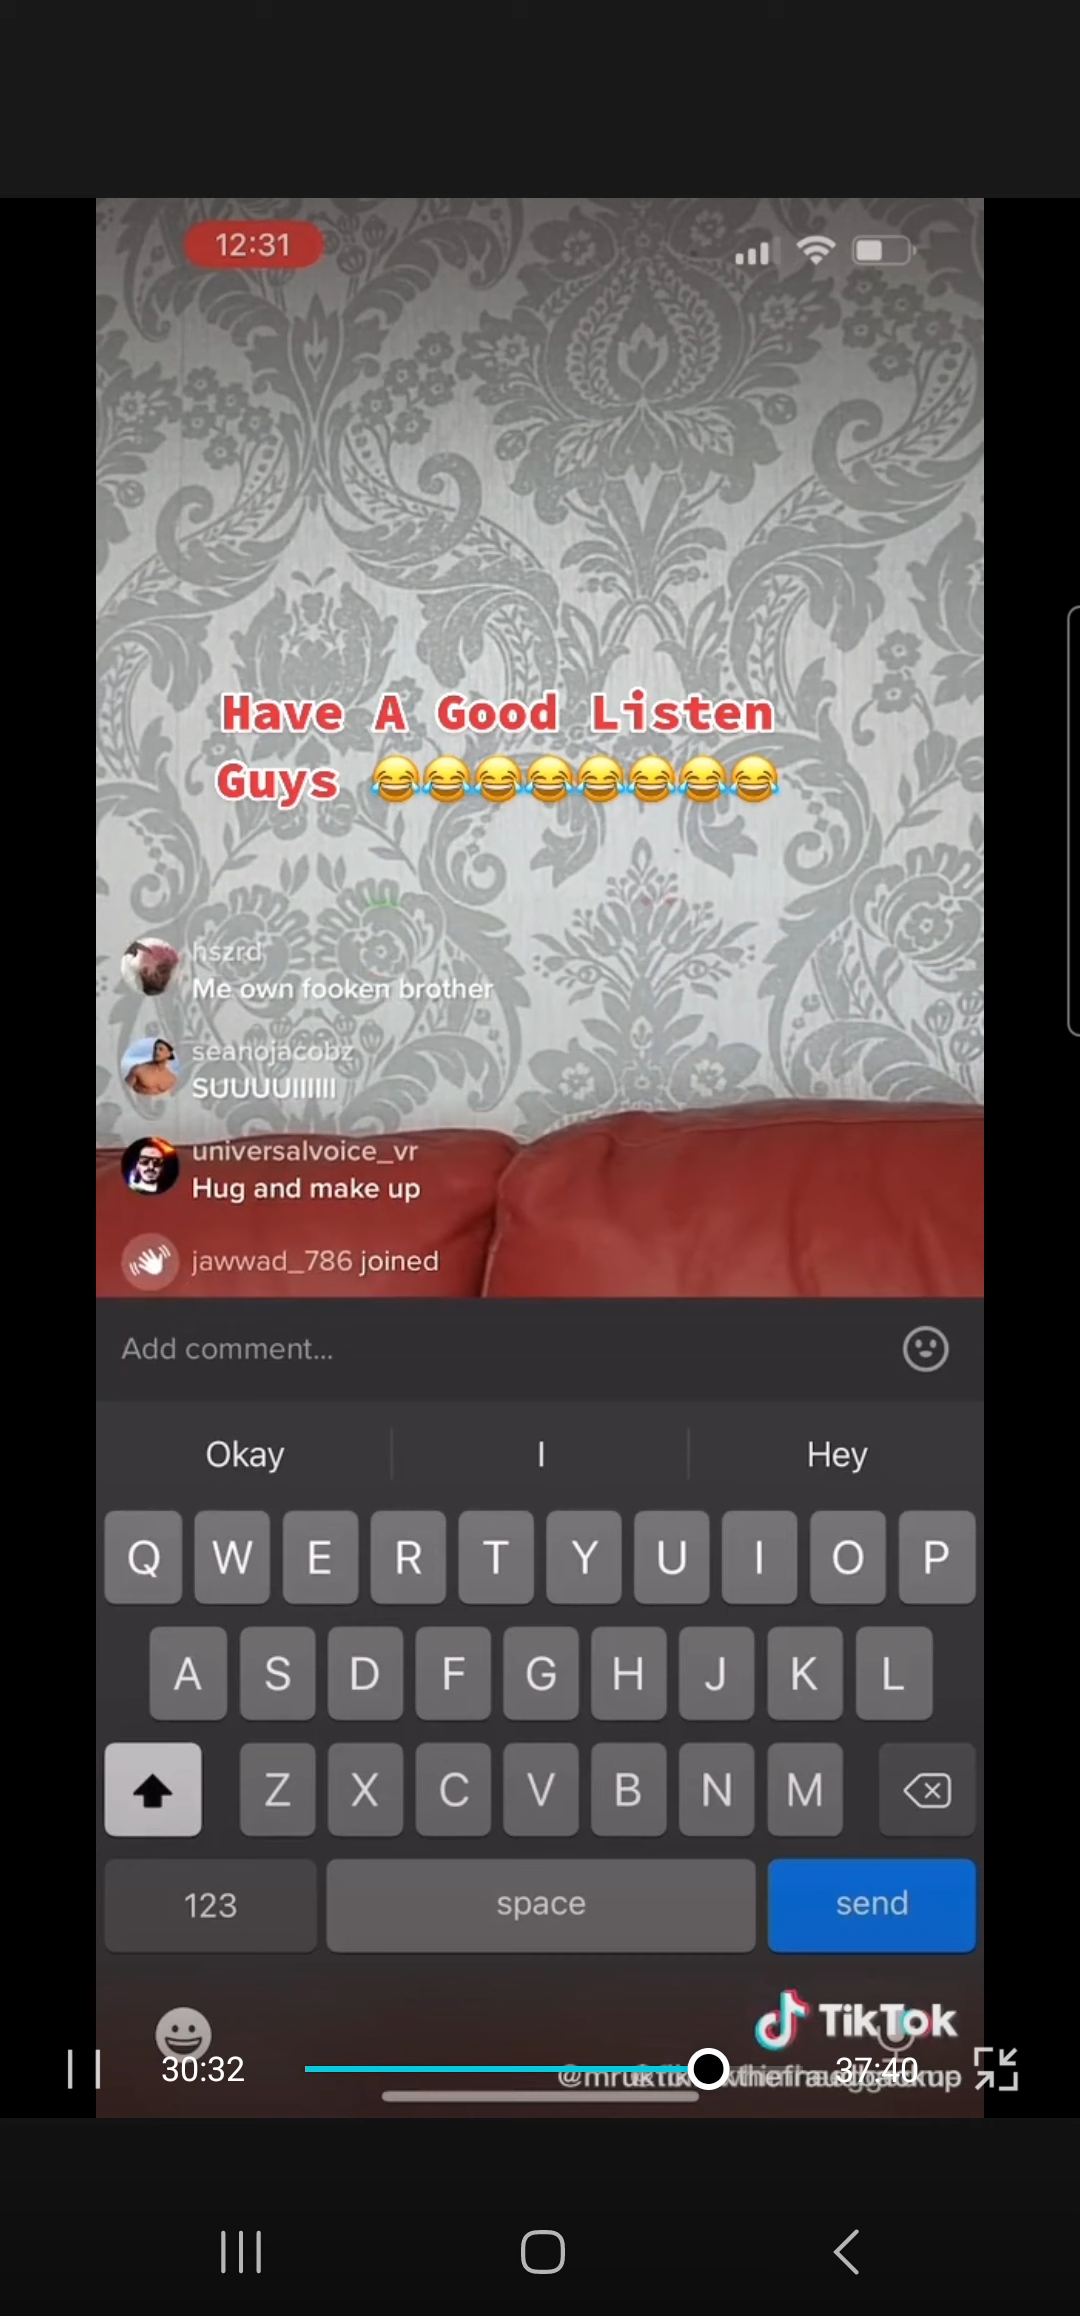 12:31
Have A Good Listen
Guys 😂😂😂😂😂😂😂😂
hszrd
Me own fooken brother
seanojacobz
SUUUUIIIIII
universalvoice_vr
Hug and make up
jawwad_786 joined
Add comment...
Okay I Hey
Q W E R T Y U I O P
A S D F G H J K L
Z X C V B N M
123 space send
TikTok
30:32 37:40